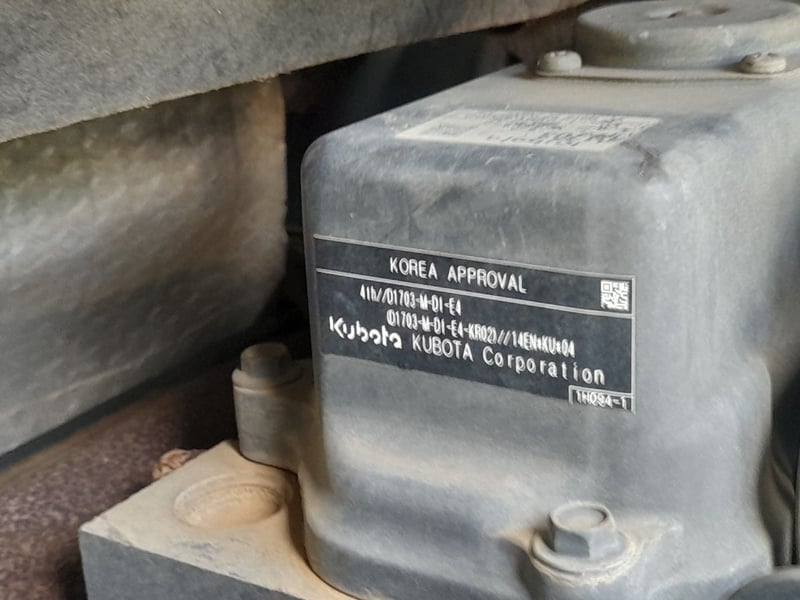 KOREA APPROVAL
4th//D1703-M-DI-E4
(D1703-M-DI-E4-KR02)//14EN*KU*04
Kubota KUBOTA Corporation
1H094-1